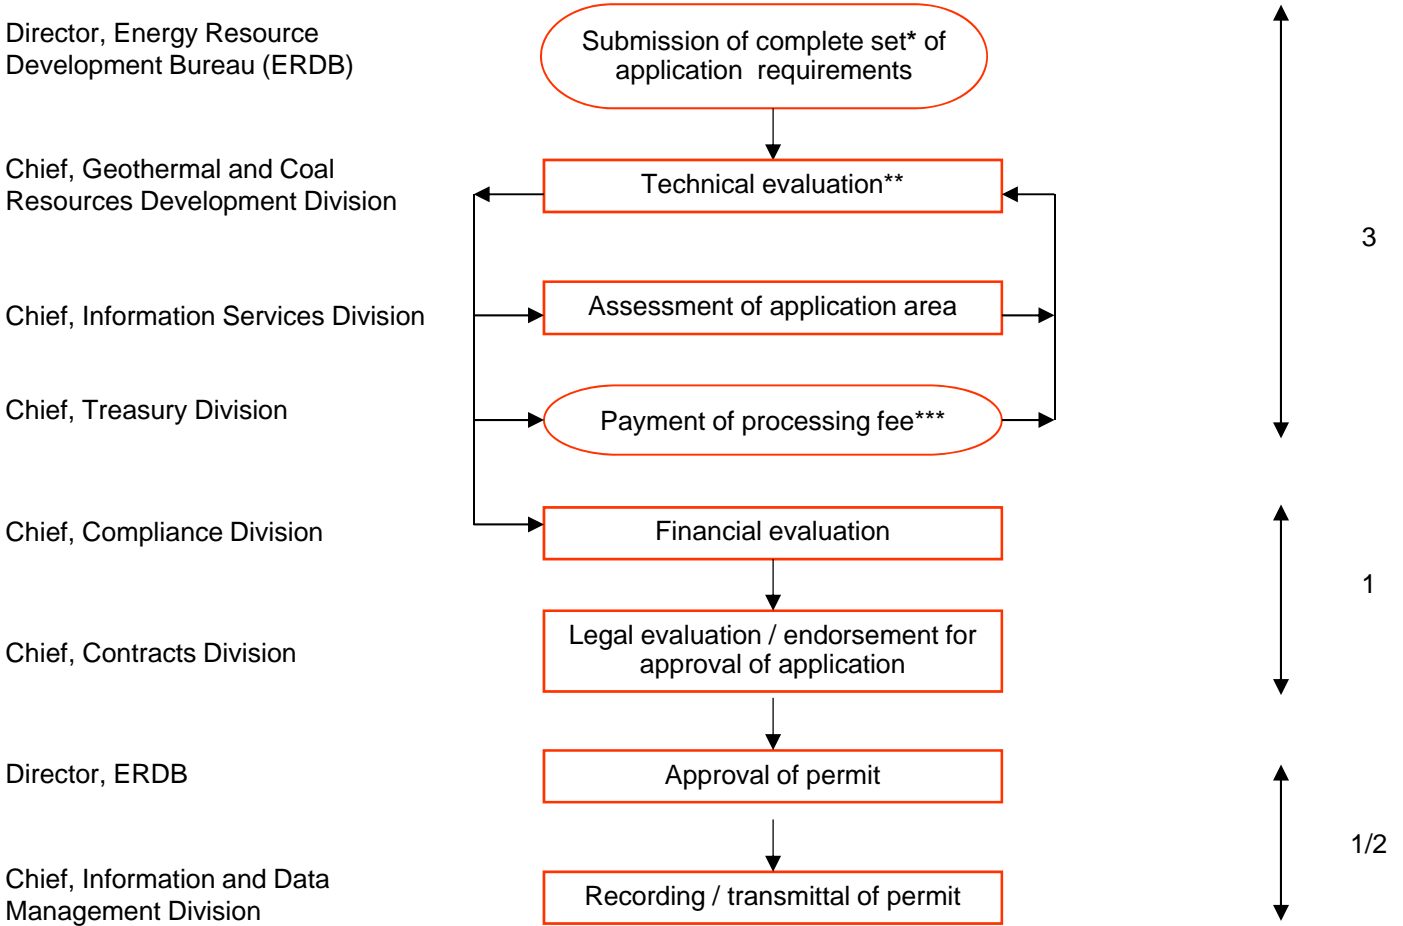 Director, Energy Resource
Development Bureau (ERDB)
Submission of complete set* of
application requirements
Chief, Geothermal and Coal
Resources Development Division
Technical evaluation**
3
Chief, Information Services Division
Assessment of application area
Chief, Treasury Division
Payment of processing fee***
Chief, Compliance Division
Financial evaluation
1
Chief, Contracts Division
Legal evaluation / endorsement for
approval of application
Director, ERDB
Approval of permit
1/2
Chief, Information and Data
Management Division
Recording / transmittal of permit